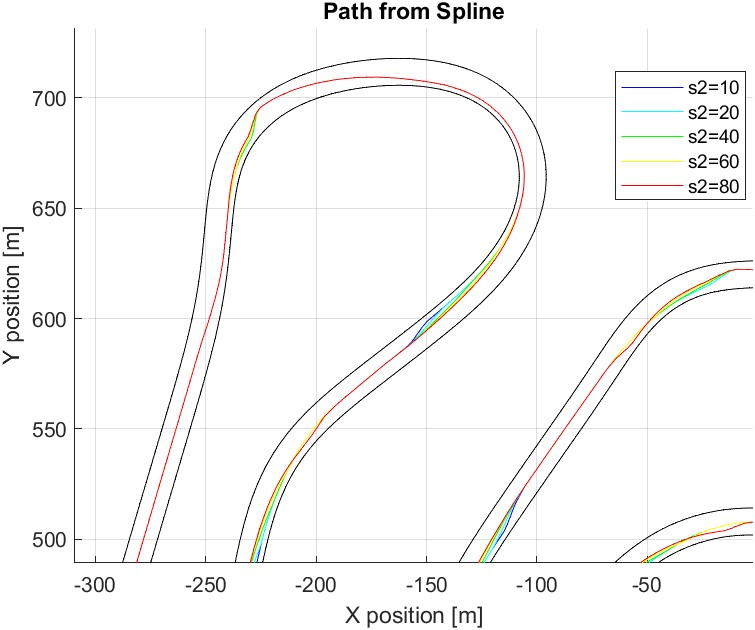 Path from Spline
s2=10
s2=20
s2=40
s2=60
s2=80
Y position [m]
700
650
600
550
500
-300
-250
-200
-150
-100
-50
X position [m]